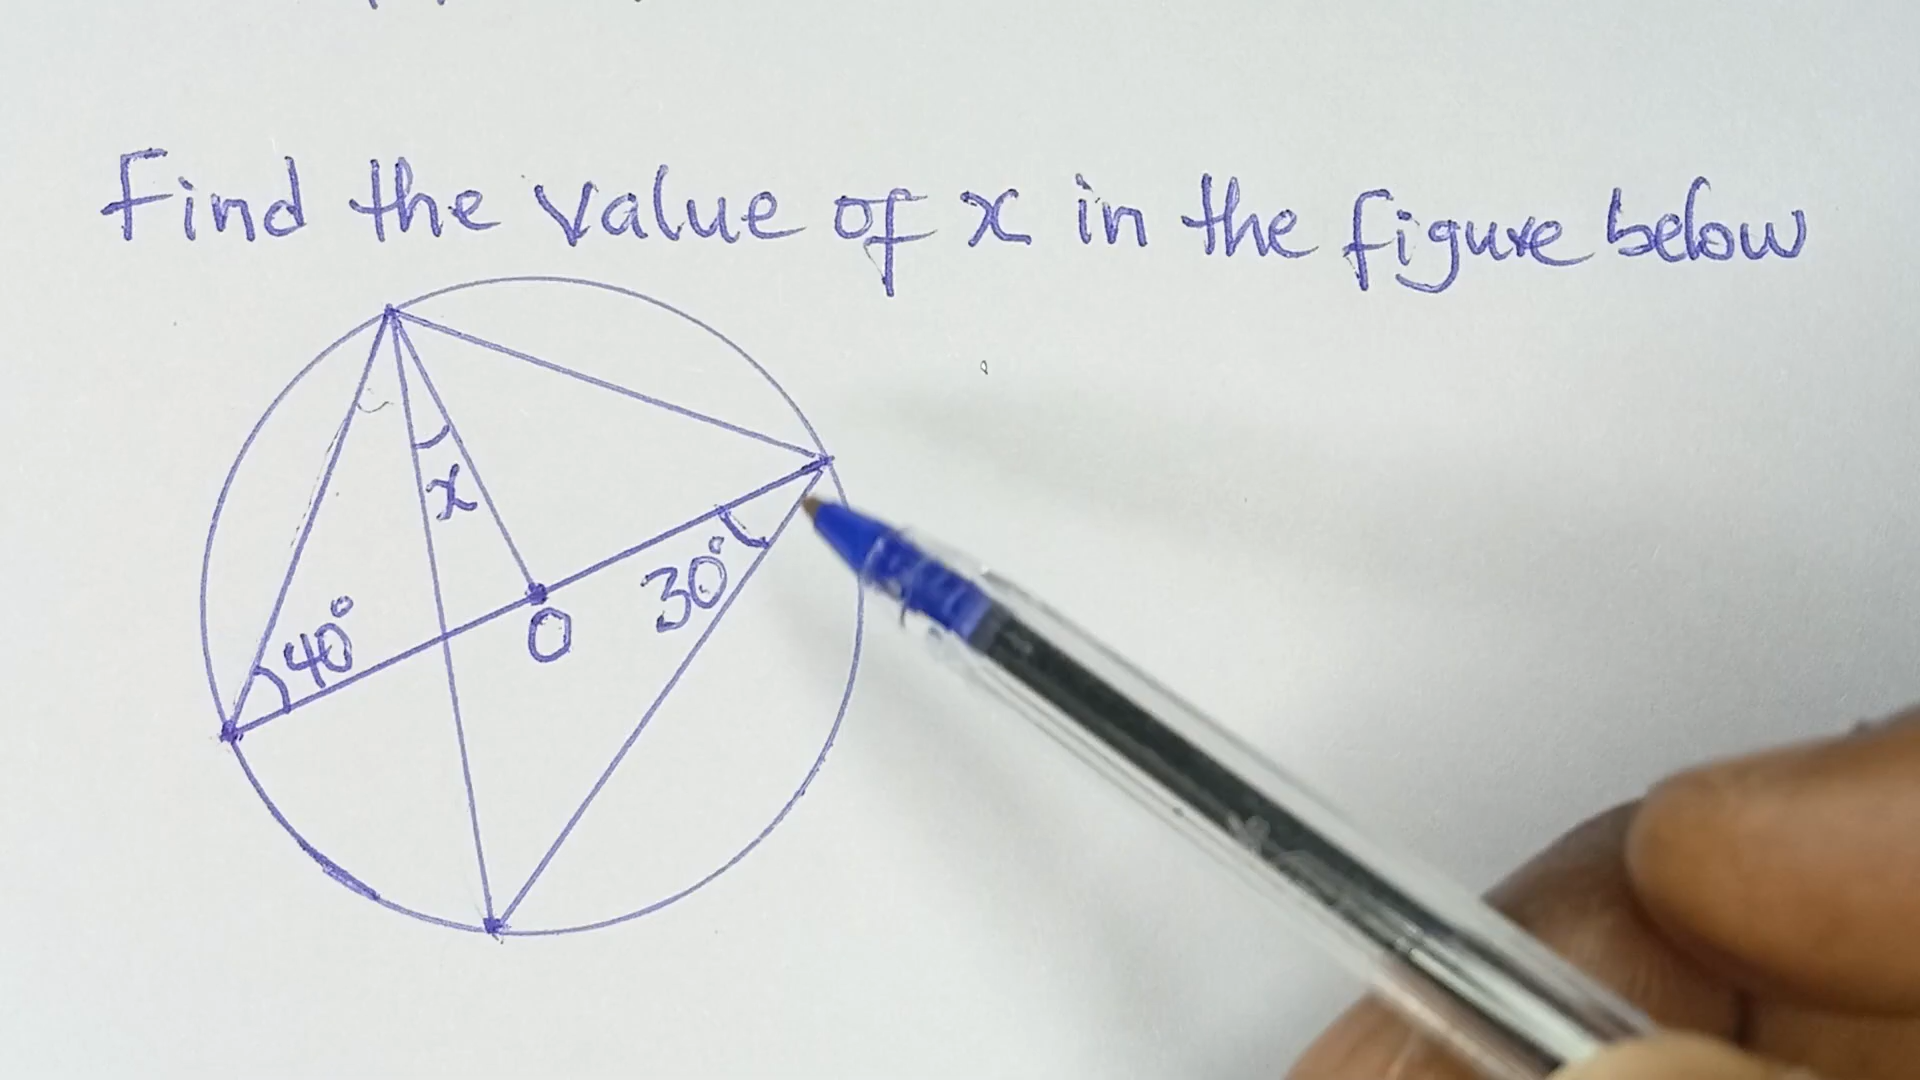 Find the value of x in the figure below
x
40°
O
30°